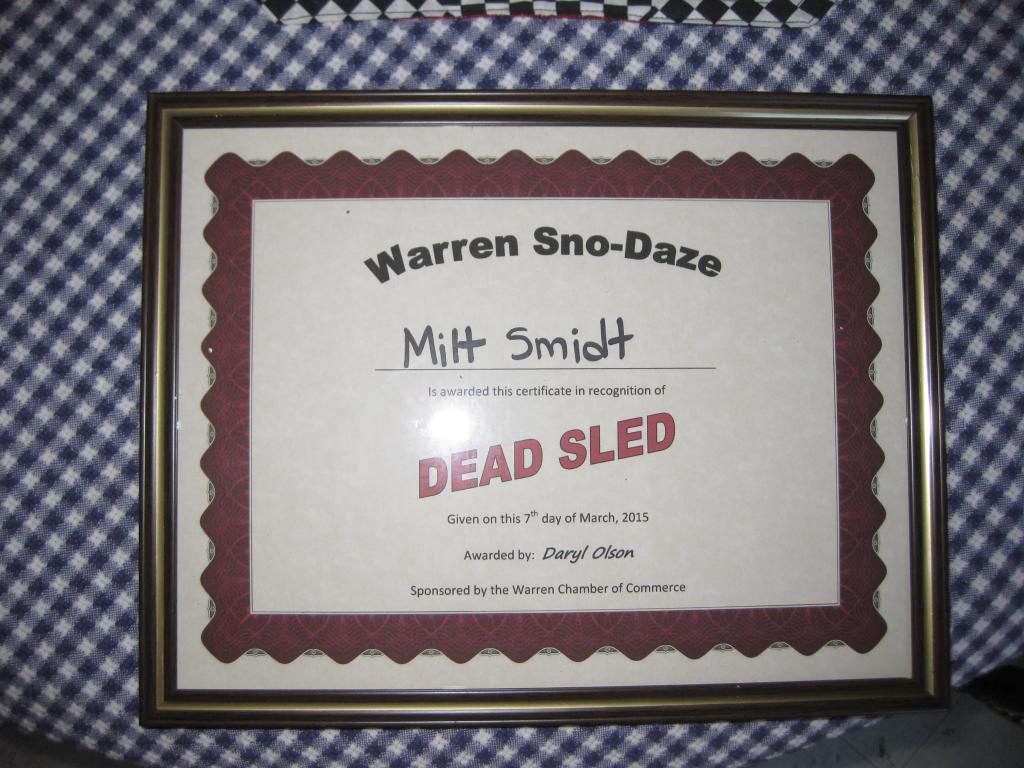 Warren Sno-Daze
Milt Smidt
Is awarded this certificate in recognition of
DEAD SLED
Given on this 7th day of March, 2015
Awarded by: Daryl Olson
Sponsored by the Warren Chamber of Commerce